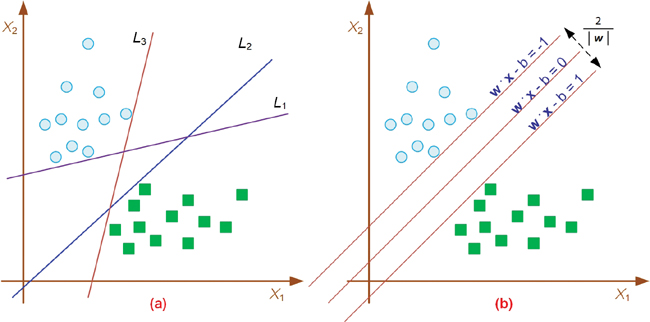 X2
L3
L2
L1
X1
(a)
X2
w · x - b = -1
w · x - b = 0
w · x - b = 1
2
|w|
X1
(b)